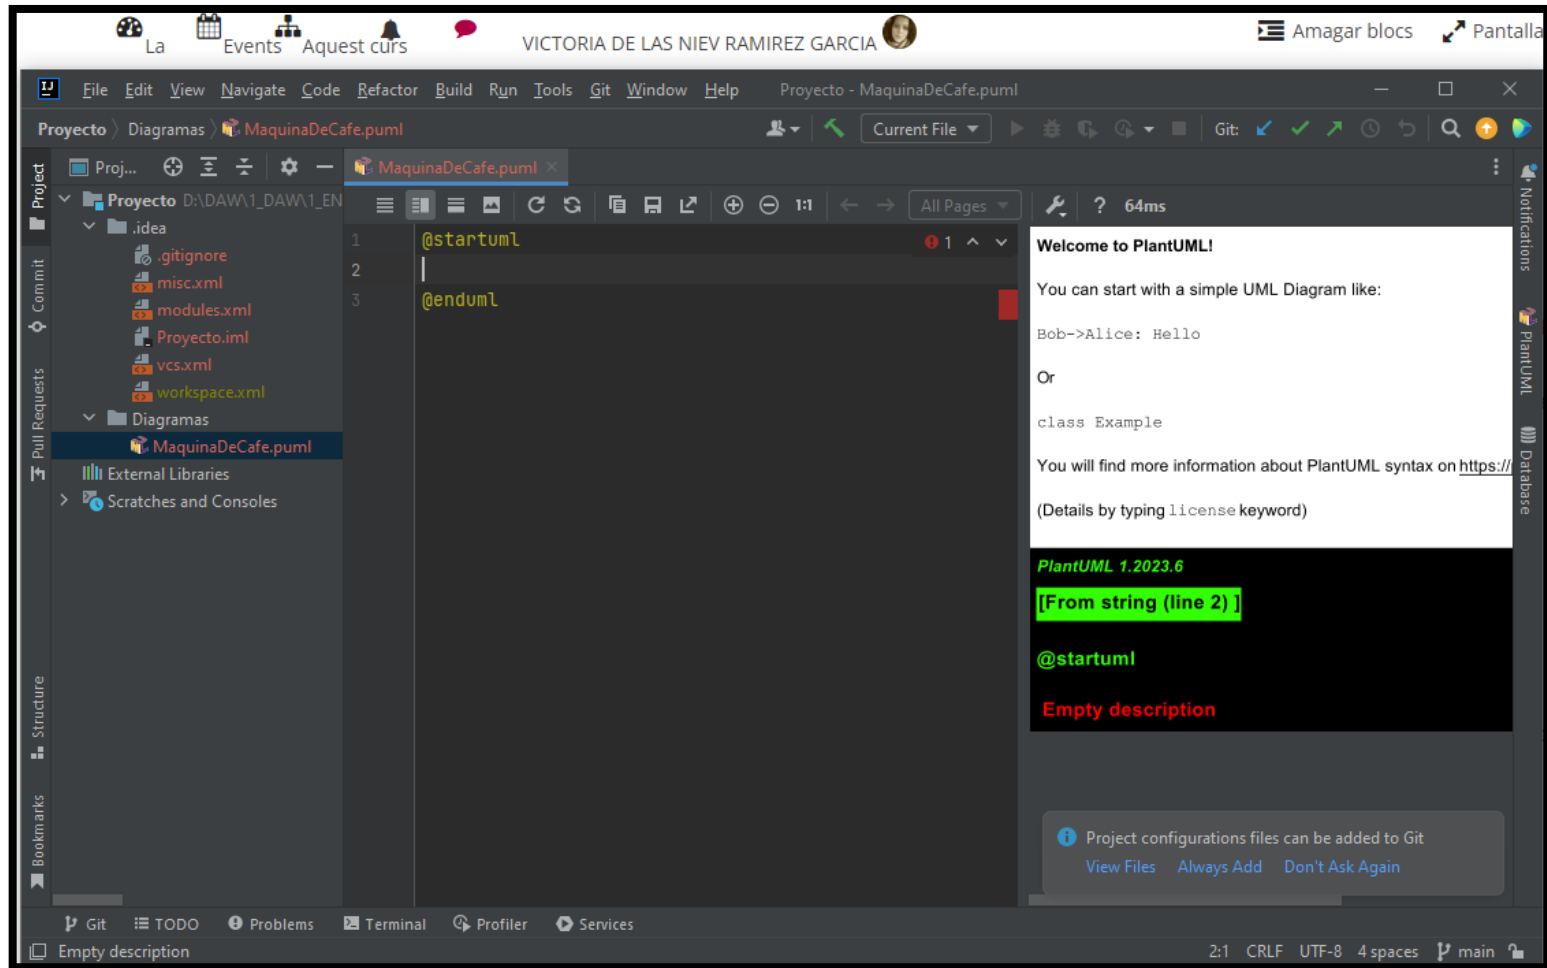 La Events Aquest curs VICTORIA DE LAS NIEV RAMIREZ GARCIA Amagar blocs Pantalla
File Edit View Navigate Code Refactor Build Run Tools Git Window Help Proyecto - MaquinaDeCafe.puml
Proyecto Diagramas MaquinaDeCafe.puml Current File Git:
Project
Commit
Pull Requests
Structure
Bookmarks
Proj...
Proyecto D:\DAW\1_DAW\1_EN
.idea
.gitignore
misc.xml
modules.xml
Proyecto.iml
vcs.xml
workspace.xml
Diagramas
MaquinaDeCafe.puml
External Libraries
Scratches and Consoles
MaquinaDeCafe.puml
1:1 All Pages ? 64ms
1 @startuml 1
2
3 @enduml
Welcome to PlantUML!
You can start with a simple UML Diagram like:
Bob->Alice: Hello
Or
class Example
You will find more information about PlantUML syntax on https://
(Details by typing license keyword)
PlantUML 1.2023.6
[From string (line 2) ]
@startuml
Empty description
Project configurations files can be added to Git
View Files Always Add Don't Ask Again
Notifications
PlantUML
Database
Git TODO Problems Terminal Profiler Services
Empty description 2:1 CRLF UTF-8 4 spaces main